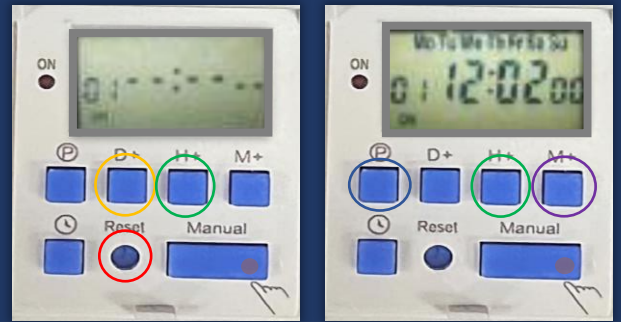 ON
01 --:-- --
ON
Ⓟ D+ H+ M+
Reset Manual
Mo Tu We Th Fr Sa Su
ON
01 12:02 00
ON
Ⓟ D+ H+ M+
Reset Manual